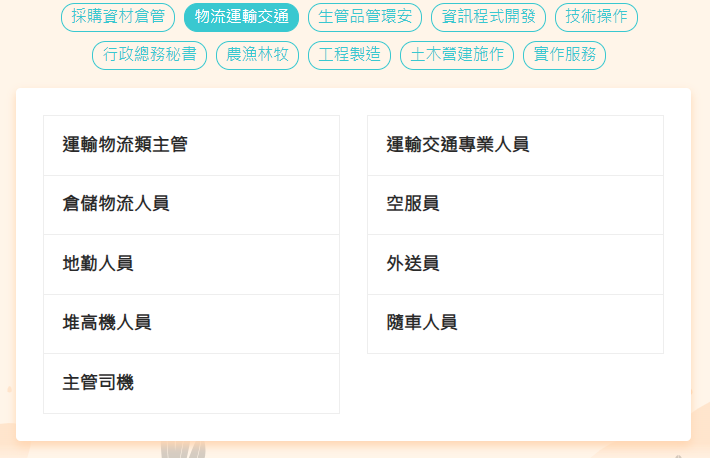 採購資材倉管 物流運輸交通 生管品管環安 資訊程式開發 技術操作
行政總務秘書 農漁林牧 工程製造 土木營建施作 實作服務
運輸物流類主管 運輸交通專業人員
倉儲物流人員 空服員
地勤人員 外送員
堆高機人員 隨車人員
主管司機